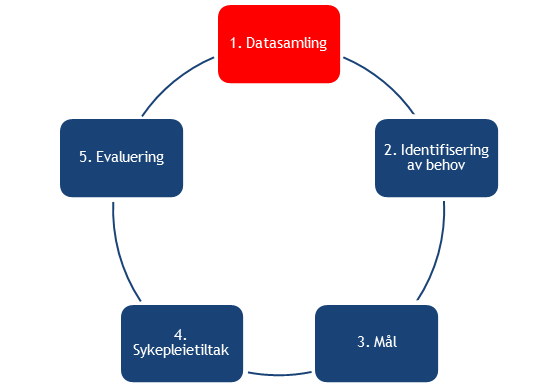 1. Datasamling
2. Identifisering
av behov
3. Mål
4.
Sykepleietiltak
5. Evaluering